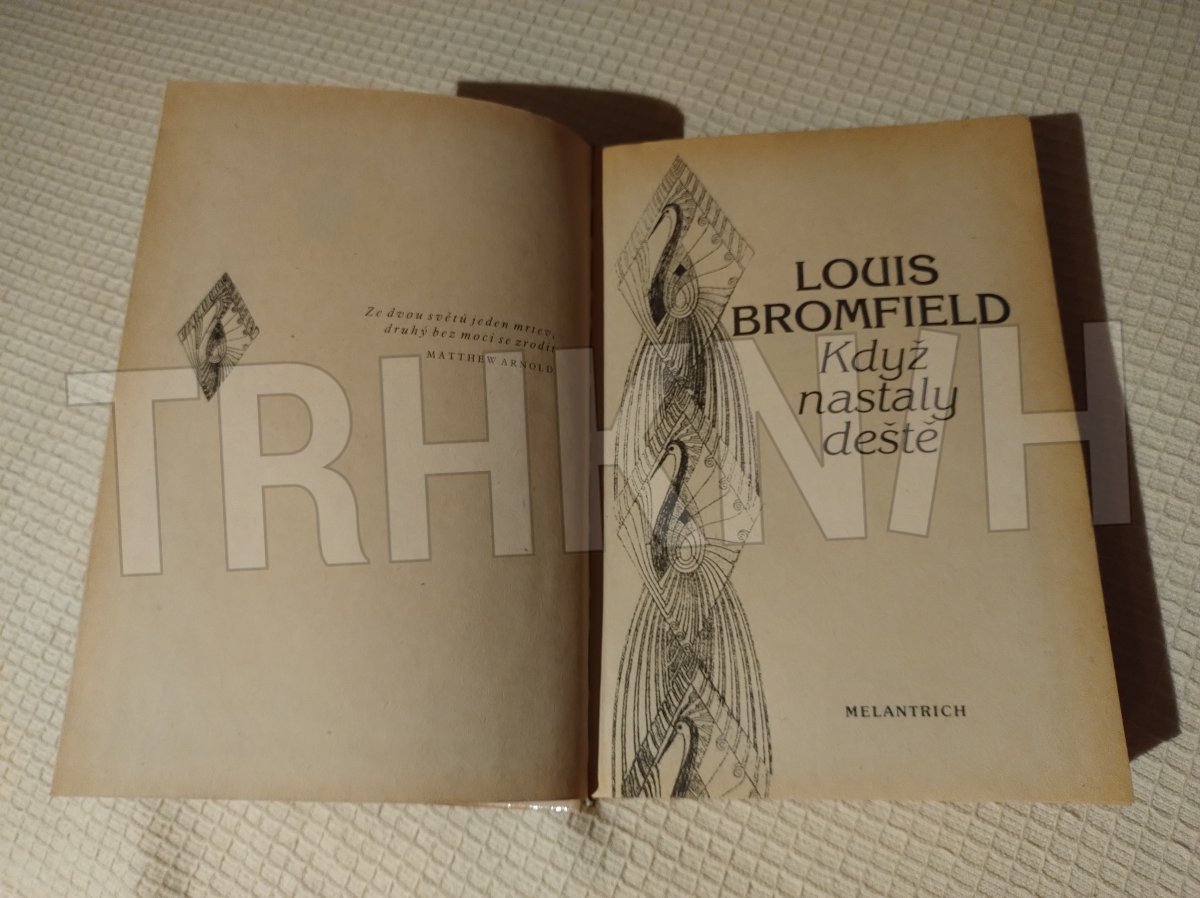 Ze dvou světů jeden mrtev,
druhý bez moci se zrodit
MATTHEW ARNOLD
LOUIS
BROMFIELD
Když
nastaly
deště
MELANTRICH